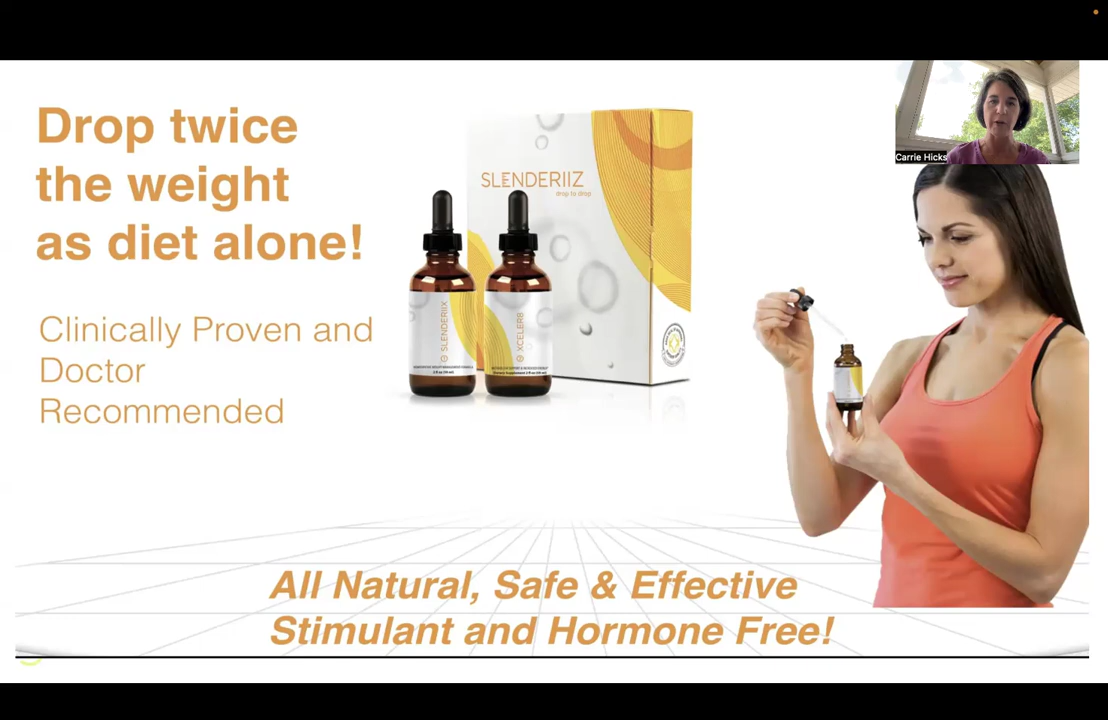 Drop twice
the weight
as diet alone!
Clinically Proven and
Doctor
Recommended
SLENDERIIZ
drop to drop
SLENDERIIX
XCELER8
Carrie Hicks
All Natural, Safe & Effective
Stimulant and Hormone Free!